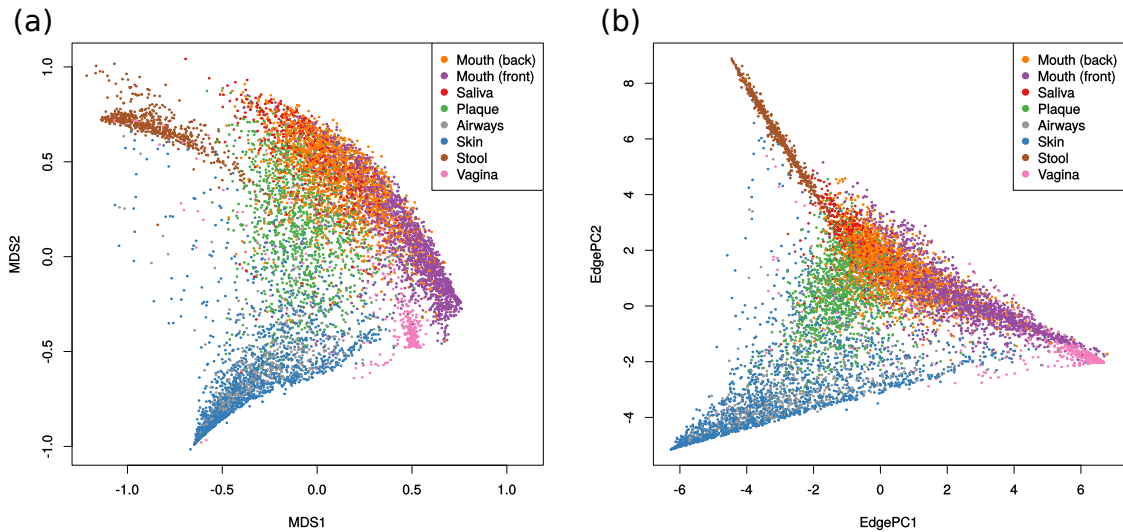 (a)
Mouth (back)
Mouth (front)
Saliva
Plaque
Airways
Skin
Stool
Vagina
1.0
0.5
0.0
-0.5
-1.0
MDS2
-1.0
-0.5
0.0
0.5
1.0
MDS1
(b)
Mouth (back)
Mouth (front)
Saliva
Plaque
Airways
Skin
Stool
Vagina
8
6
4
2
0
-2
-4
EdgePC2
-6
-4
-2
0
2
4
6
EdgePC1